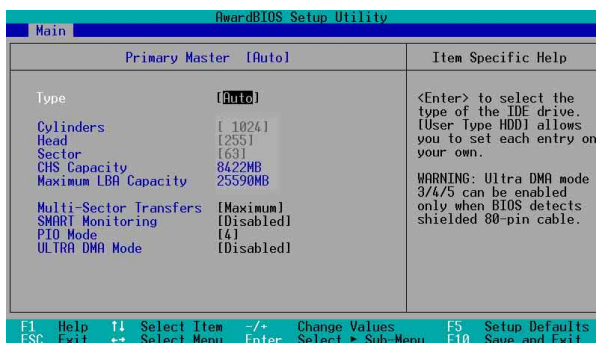 AwardBIOS Setup Utility
Main
Primary Master [Auto]
Item Specific Help
Type [Auto]
Cylinders [ 1024]
Head [255]
Sector [63]
CHS Capacity 8422MB
Maximum LBA Capacity 25590MB
Multi-Sector Transfers [Maximum]
SMART Monitoring [Disabled]
PIO Mode [4]
ULTRA DMA Mode [Disabled]
<Enter> to select the
type of the IDE drive.
[User Type HDD] allows
you to set each entry on
your own.
WARNING: Ultra DMA mode
3/4/5 can be enabled
only when BIOS detects
shielded 80-pin cable.
F1 Help ↑↓ Select Item -/+ Change Values F5 Setup Defaults
ESC Exit ←→ Select Menu Enter Select ► Sub-Menu F10 Save and Exit